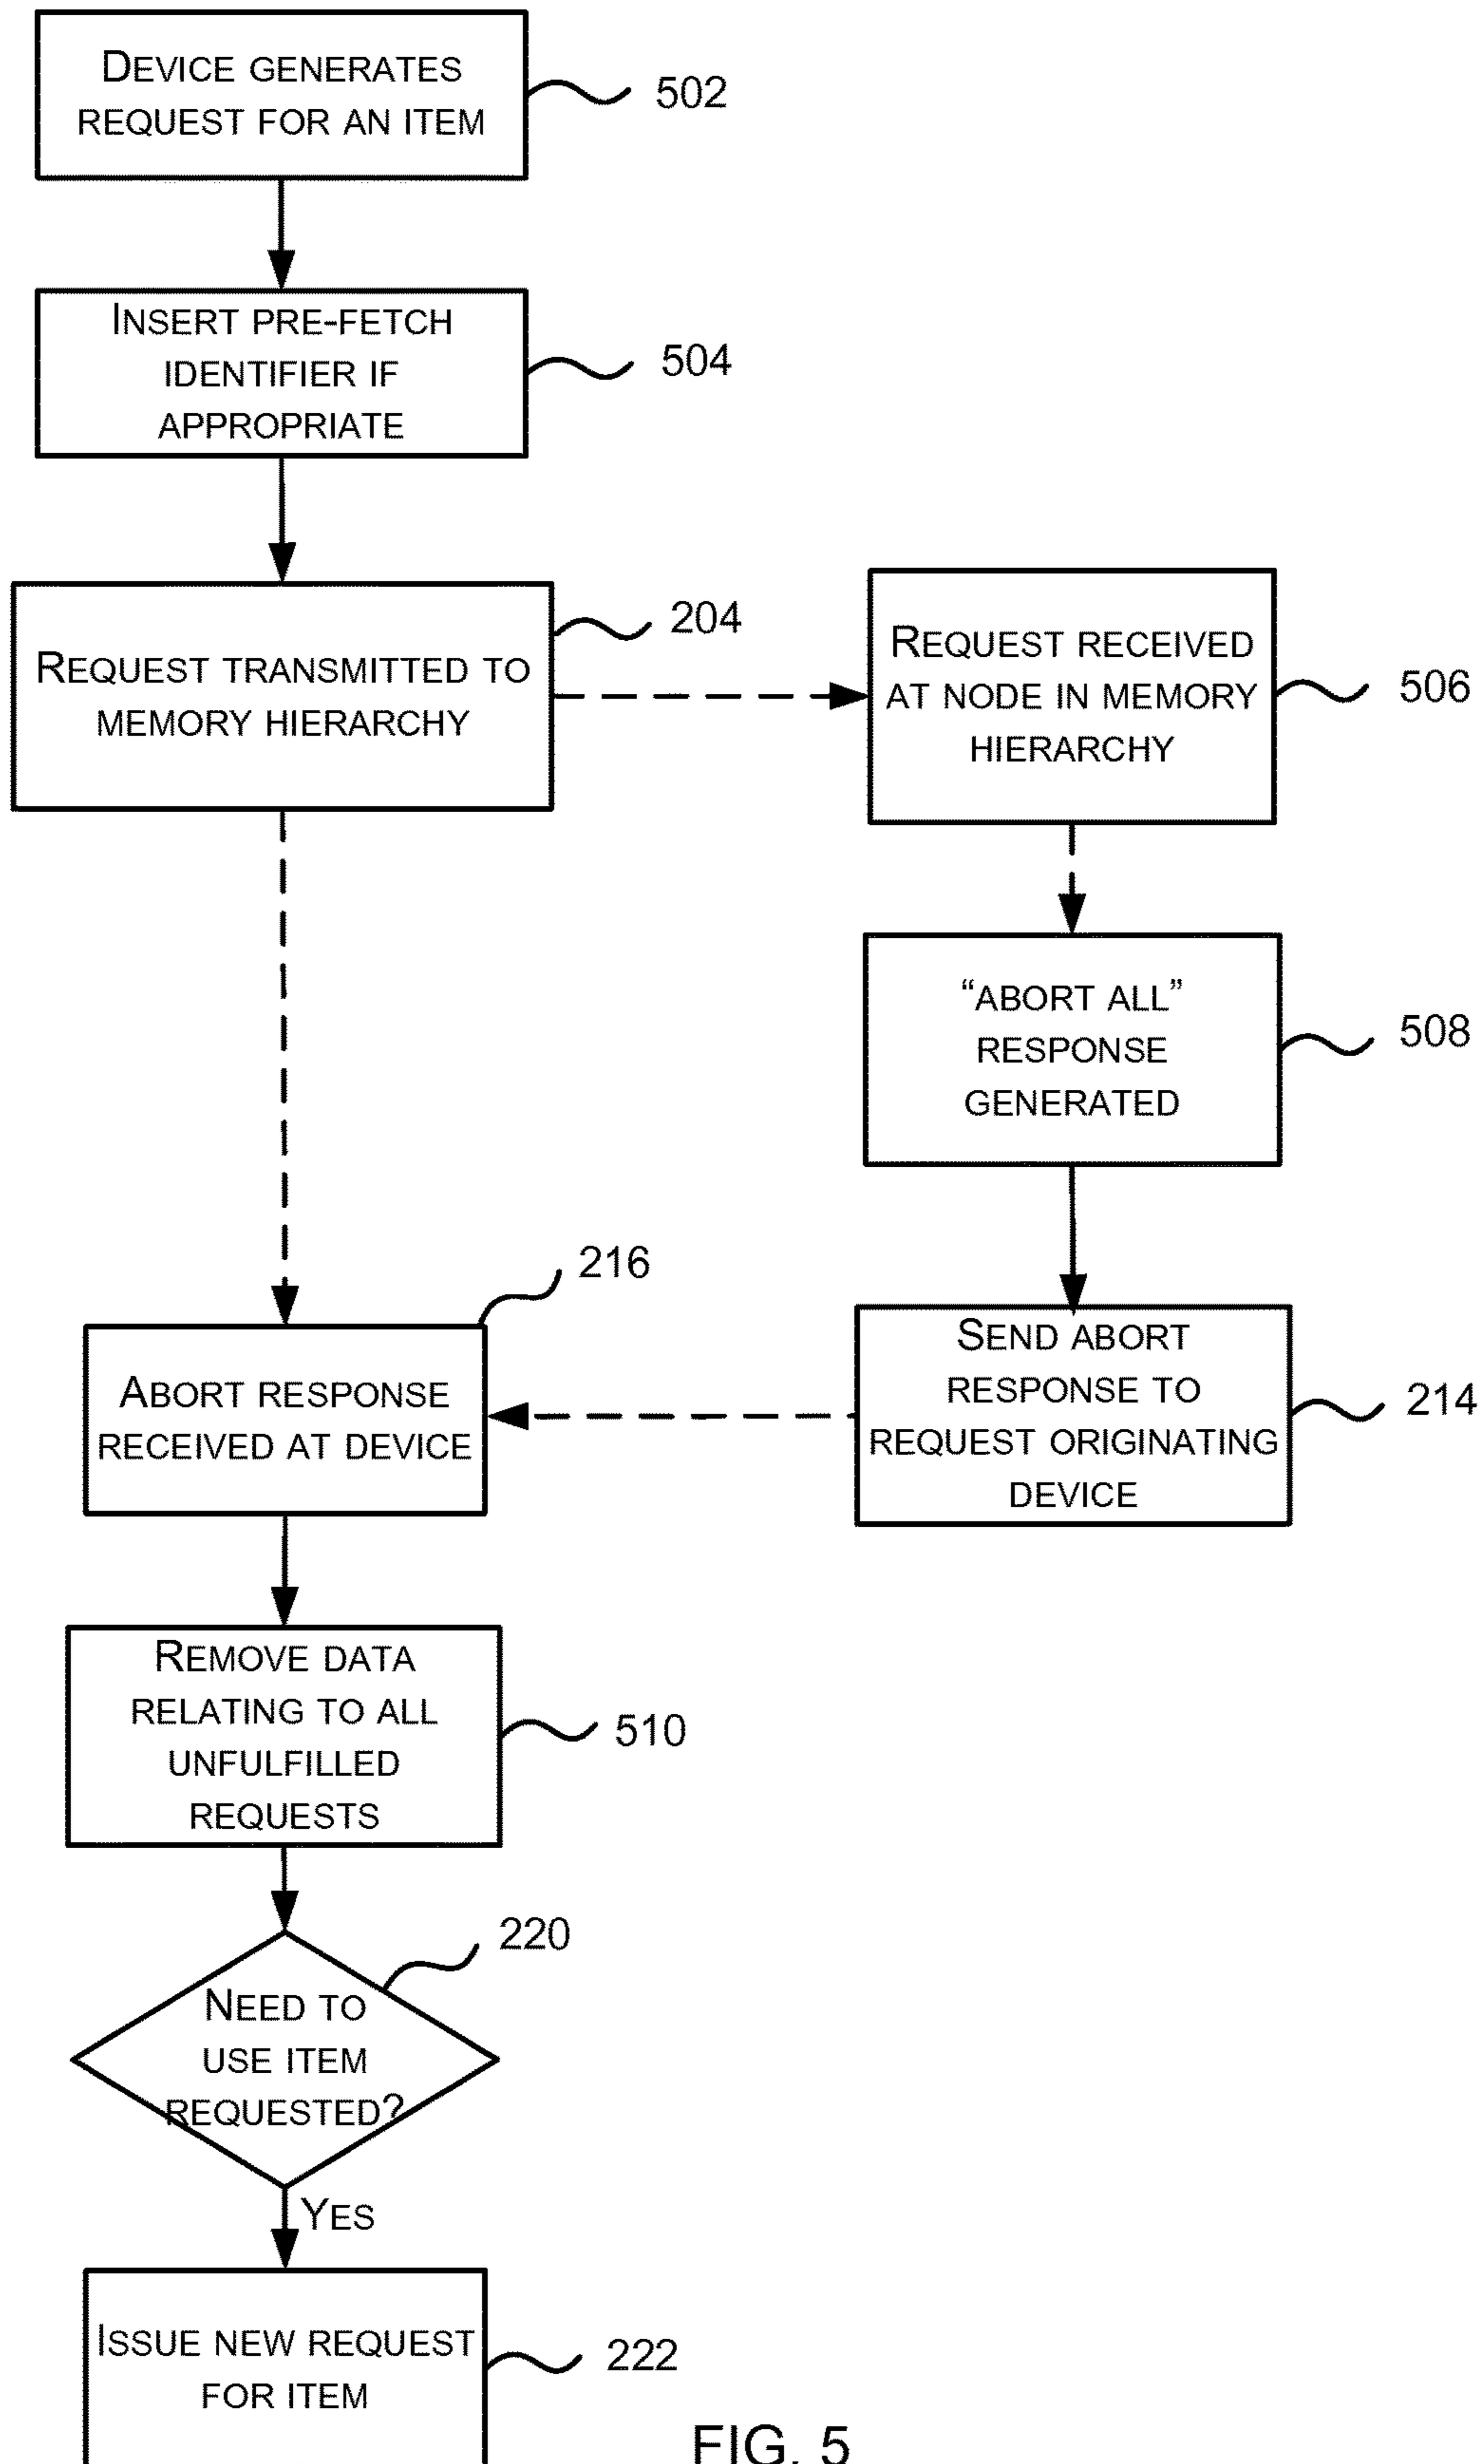 DEVICE GENERATES
REQUEST FOR AN ITEM
502
INSERT PRE-FETCH
IDENTIFIER IF
APPROPRIATE
504
REQUEST TRANSMITTED TO
MEMORY HIERARCHY
204
REQUEST RECEIVED
AT NODE IN MEMORY
HIERARCHY
506
“ABORT ALL”
RESPONSE
GENERATED
508
SEND ABORT
RESPONSE TO
REQUEST ORIGINATING
DEVICE
214
ABORT RESPONSE
RECEIVED AT DEVICE
216
REMOVE DATA
RELATING TO ALL
UNFULFILLED
REQUESTS
510
NEED TO
USE ITEM
REQUESTED?
220
YES
ISSUE NEW REQUEST
FOR ITEM
222
FIG. 5